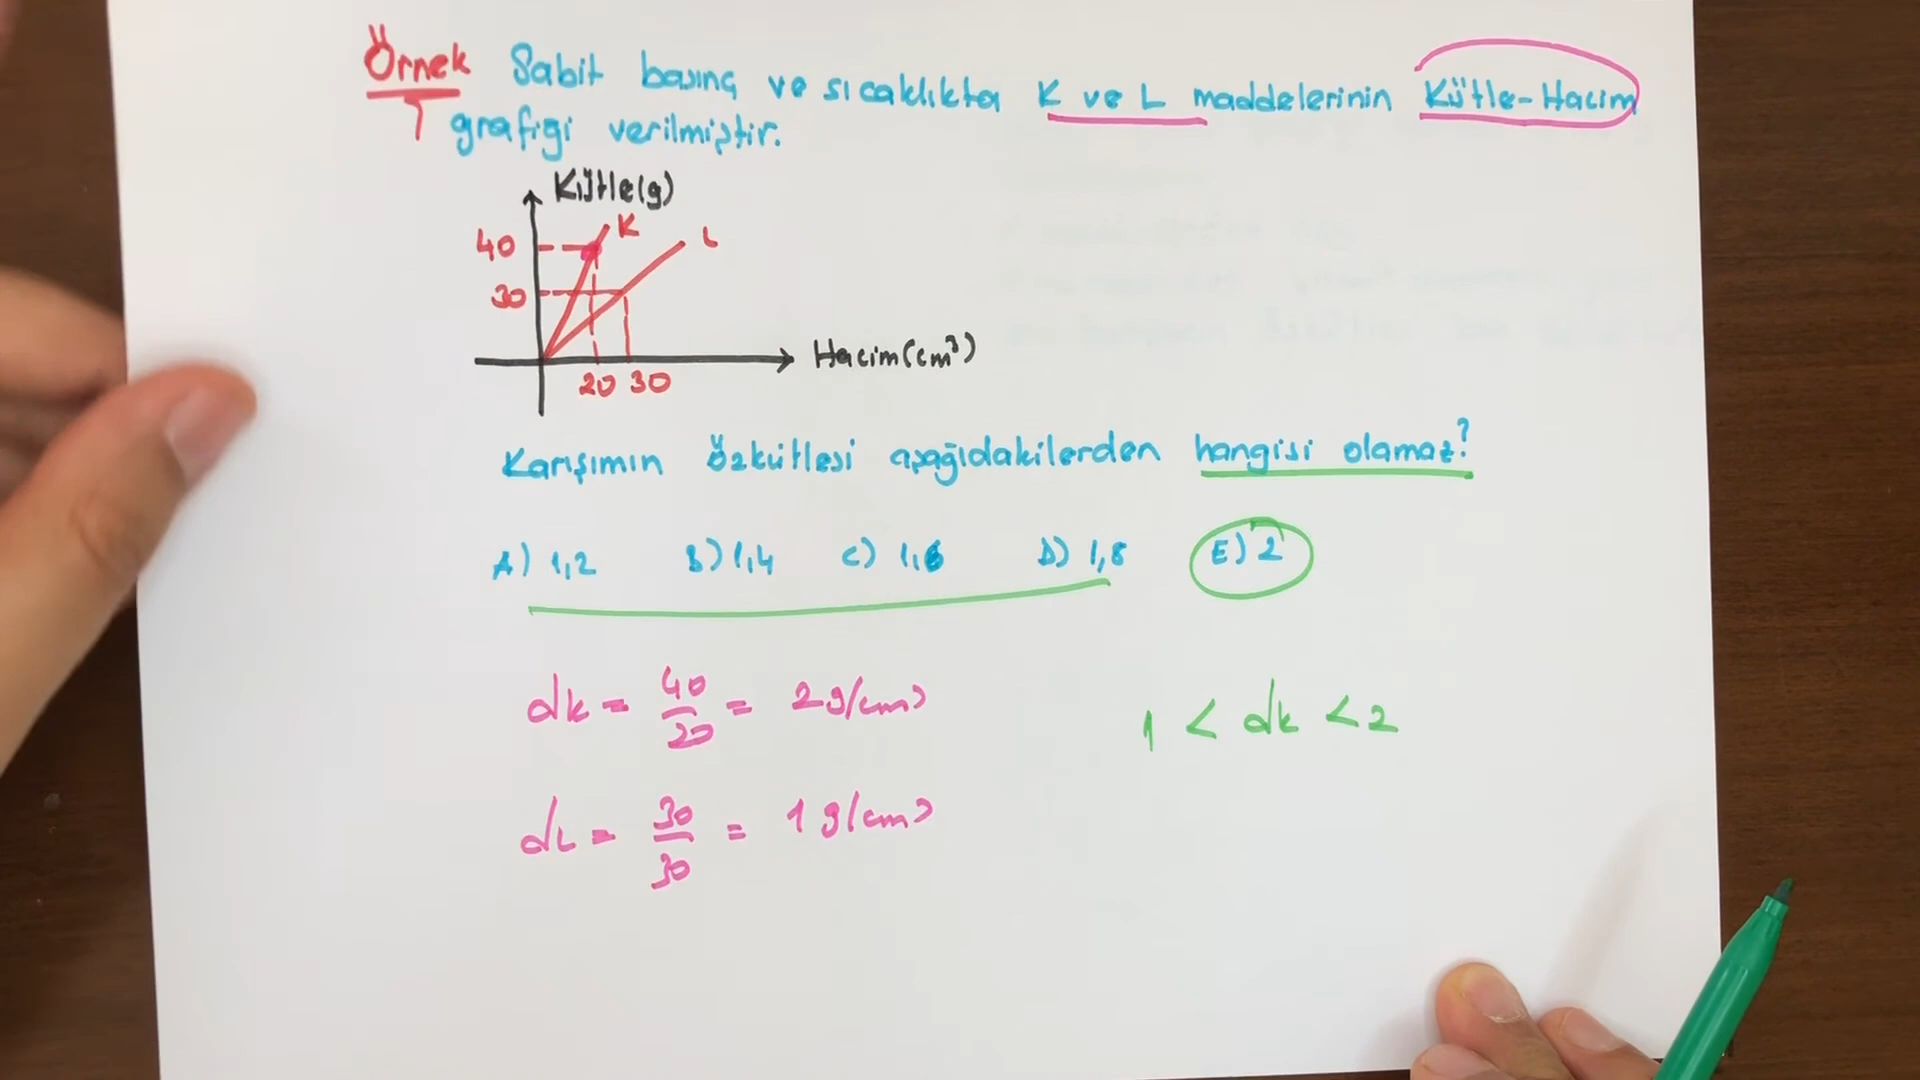 Örnek Sabit basınç ve sıcaklıkta K ve L maddelerinin Kütle-Hacim
grafiği verilmiştir.
Kütle(g)
K
L
40
30
Hacim(cm³)
20 30
Karışımın Özkütlesi aşağıdakilerden hangisi olamaz?
A) 1,2 B) 1,4 C) 1,6 D) 1,8 E) 2
dk = 40/20 = 2 g/cm³
1 < dk < 2
dL = 30/30 = 1 g/cm³